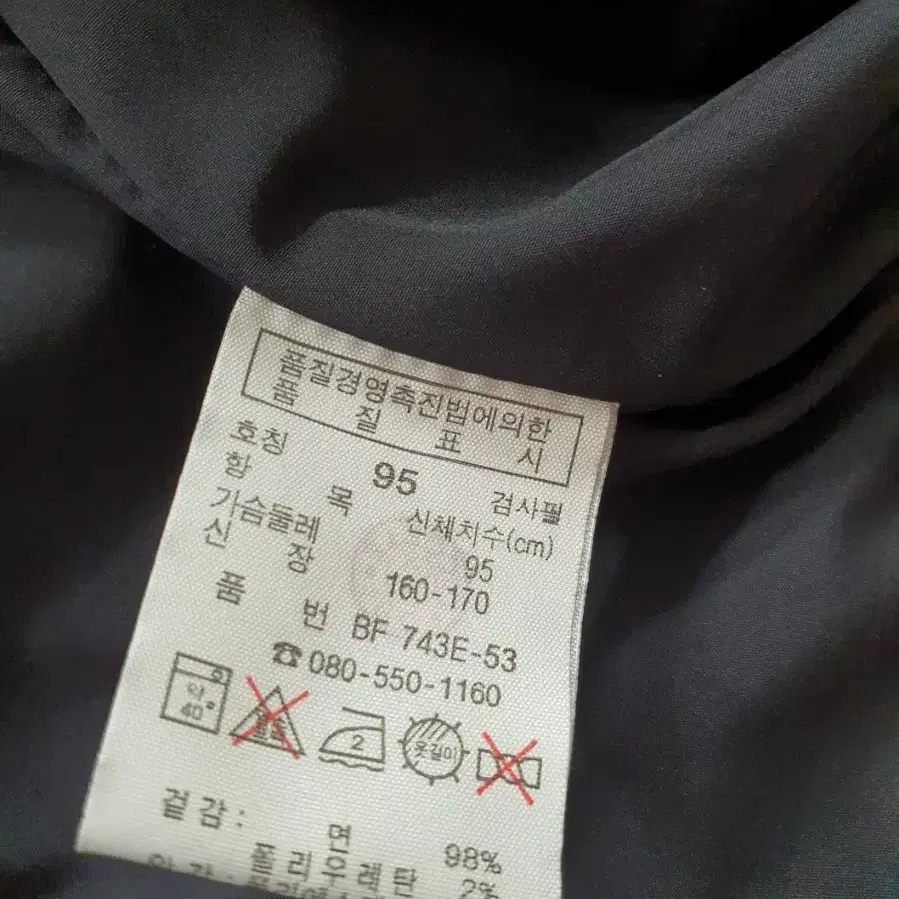 품질경영촉진법에의한
품 질 표 시
호칭 95 검사필
항 목 신체치수(cm)
가슴둘레 95
신 장 160-170
품 번 BF 743E-53
☎ 080-550-1160
약
40°
2
옷걸이
겉감: 면 98%
폴리우레탄 2%
안감: